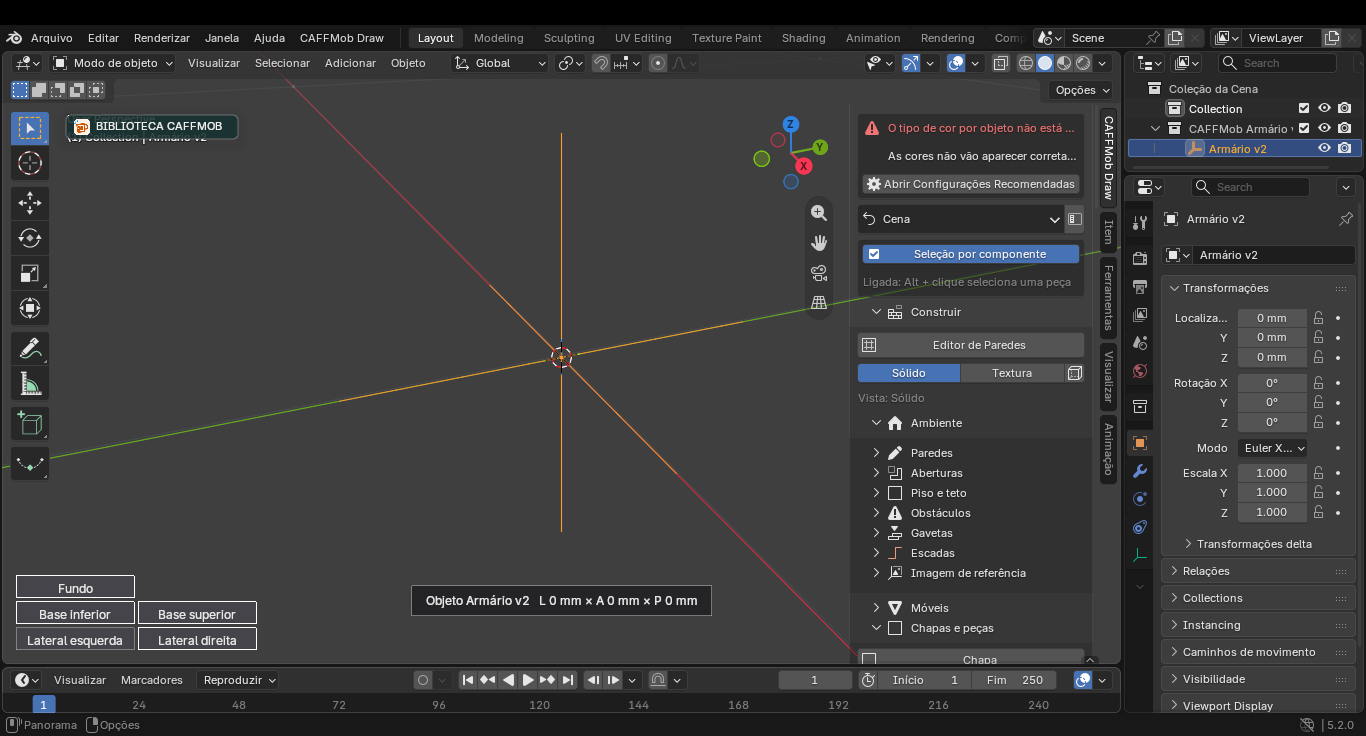 Arquivo Editar Renderizar Janela Ajuda CAFFMob Draw Layout Modeling Sculpting UV Editing Texture Paint Shading Animation Rendering Comp Scene ViewLayer
Modo de objeto Visualizar Selecionar Adicionar Objeto Global
Search
Opções
Coleção da Cena
Collection
CAFFMob Armário
Armário v2
BIBLIOTECA CAFFMOB
(1) Collection | Armário v2
Z
Y
X
CAFFMob Draw
Item
Ferramentas
Visualizar
Animação
O tipo de cor por objeto não está ...
As cores não vão aparecer correta...
Abrir Configurações Recomendadas
Cena
Seleção por componente
Ligada: Alt + clique seleciona uma peça
Construir
Editor de Paredes
Sólido Textura
Vista: Sólido
Ambiente
Paredes
Aberturas
Piso e teto
Obstáculos
Gavetas
Escadas
Imagem de referência
Móveis
Chapas e peças
Chapa
Search
Armário v2
Armário v2
Transformações
Localiza... 0 mm
Y 0 mm
Z 0 mm
Rotação X 0°
Y 0°
Z 0°
Modo Euler X...
Escala X 1.000
Y 1.000
Z 1.000
Transformações delta
Relações
Collections
Instancing
Caminhos de movimento
Visibilidade
Viewport Display
Fundo
Base inferior Base superior
Lateral esquerda Lateral direita
Objeto Armário v2 L 0 mm × A 0 mm × P 0 mm
Visualizar Marcadores Reproduzir 1 Início 1 Fim 250
1 24 48 72 96 120 144 168 192 216 240
Panorama Opções 5.2.0